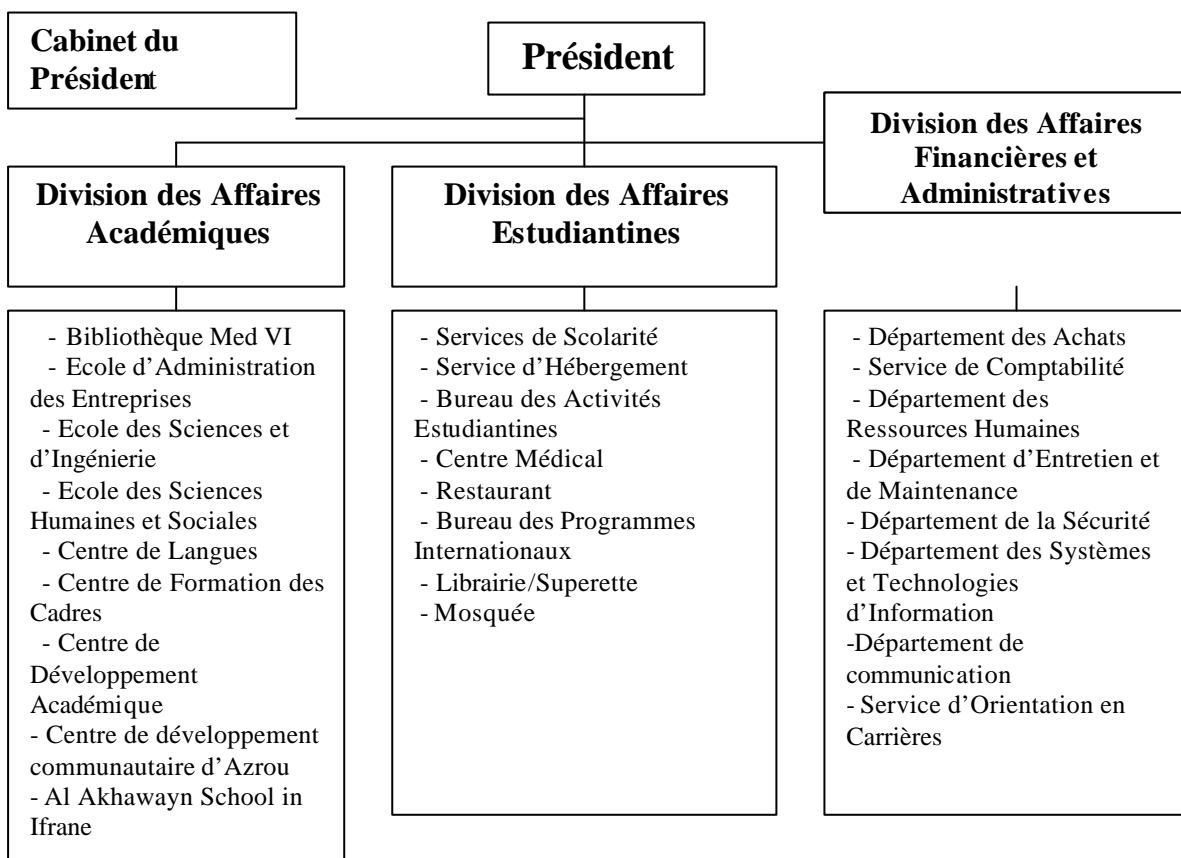 Cabinet du
Président
Président
Division des Affaires
Financières et
Administratives
Division des Affaires
Académiques
Division des Affaires
Estudiantines
- Bibliothèque Med VI
- Ecole d’Administration
des Entreprises
- Ecole des Sciences et
d’Ingénierie
- Ecole des Sciences
Humaines et Sociales
- Centre de Langues
- Centre de Formation des
Cadres
- Centre de
Développement
Académique
- Centre de développement
communautaire d’Azrou
- Al Akhawayn School in
Ifrane
- Services de Scolarité
- Service d’Hébergement
- Bureau des Activités
Estudiantines
- Centre Médical
- Restaurant
- Bureau des Programmes
Internationaux
- Librairie/Superette
- Mosquée
- Département des Achats
- Service de Comptabilité
- Département des
Ressources Humaines
- Département d’Entretien et
de Maintenance
- Département de la Sécurité
- Département des Systèmes
et Technologies
d’Information
-Département de
communication
- Service d’Orientation en
Carrières